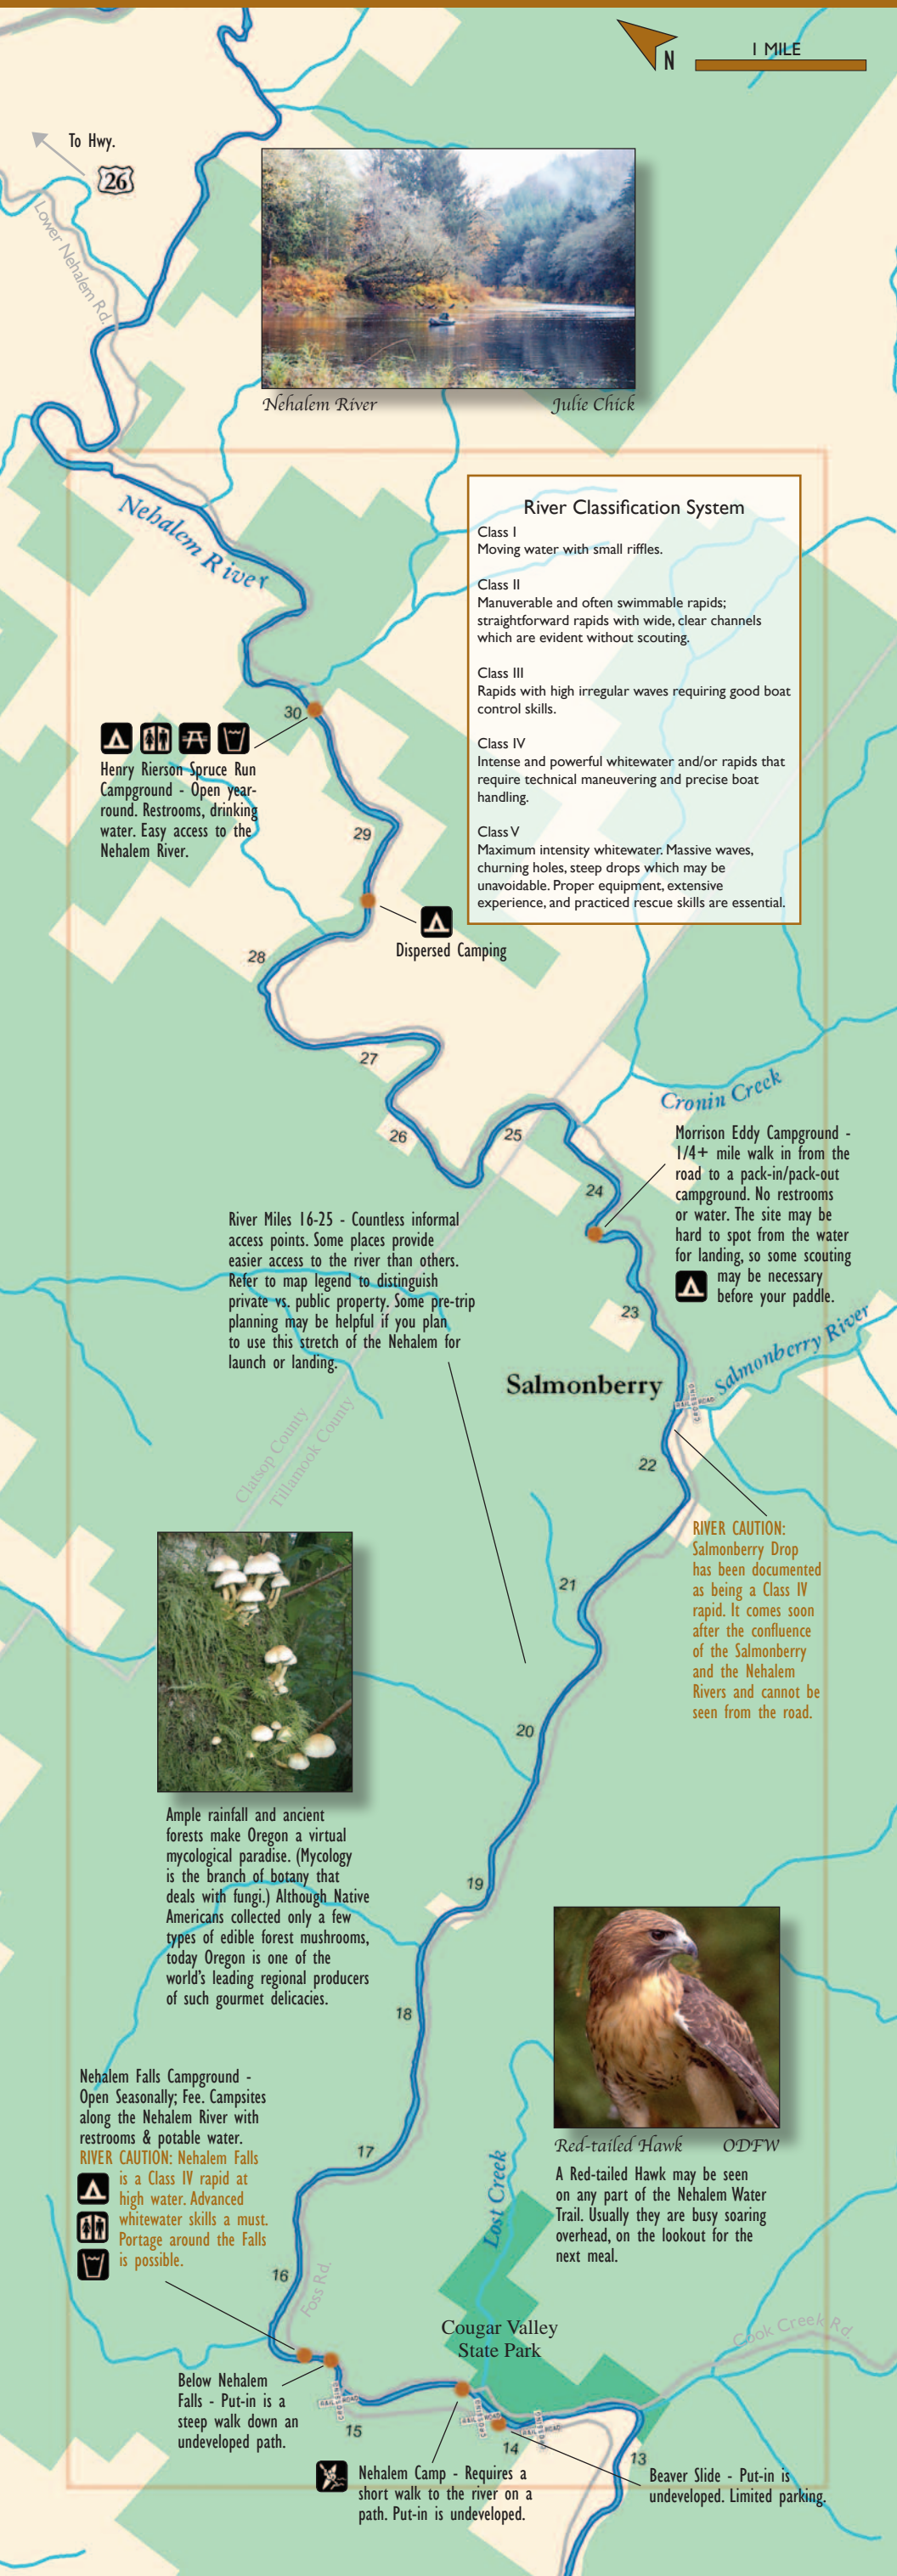 N
1 MILE
To Hwy.
26
Lower Nehalem Rd.
Nehalem River
Julie Chick
Nehalem River
River Classification System
Class I
Moving water with small riffles.
Class II
Manuverable and often swimmable rapids;
straightforward rapids with wide, clear channels
which are evident without scouting.
Class III
Rapids with high irregular waves requiring good boat
control skills.
Class IV
Intense and powerful whitewater and/or rapids that
require technical maneuvering and precise boat
handling.
Class V
Maximum intensity whitewater. Massive waves,
churning holes, steep drops which may be
unavoidable. Proper equipment, extensive
experience, and practiced rescue skills are essential.
30
Henry Rierson Spruce Run
Campground - Open year-
round. Restrooms, drinking
water. Easy access to the
Nehalem River.
29
Dispersed Camping
28
27
26
25
Cronin Creek
Morrison Eddy Campground -
1/4+ mile walk in from the
road to a pack-in/pack-out
campground. No restrooms
or water. The site may be
hard to spot from the water
for landing, so some scouting
may be necessary
before your paddle.
24
River Miles 16-25 - Countless informal
access points. Some places provide
easier access to the river than others.
Refer to map legend to distinguish
private vs. public property. Some pre-trip
planning may be helpful if you plan
to use this stretch of the Nehalem for
launch or landing.
23
Salmonberry River
Salmonberry
RAIL ROAD
CROSSING
Clatsop County
Tillamook County
22
RIVER CAUTION:
Salmonberry Drop
has been documented
as being a Class IV
rapid. It comes soon
after the confluence
of the Salmonberry
and the Nehalem
Rivers and cannot be
seen from the road.
21
20
Ample rainfall and ancient
forests make Oregon a virtual
mycological paradise. (Mycology
is the branch of botany that
deals with fungi.) Although Native
Americans collected only a few
types of edible forest mushrooms,
today Oregon is one of the
world's leading regional producers
of such gourmet delicacies.
19
18
Nehalem Falls Campground -
Open Seasonally; Fee. Campsites
along the Nehalem River with
restrooms & potable water.
RIVER CAUTION: Nehalem Falls
is a Class IV rapid at
high water. Advanced
whitewater skills a must.
Portage around the Falls
is possible.
17
Red-tailed Hawk
ODFW
A Red-tailed Hawk may be seen
on any part of the Nehalem Water
Trail. Usually they are busy soaring
overhead, on the lookout for the
next meal.
Lost Creek
16
Foss Rd.
Cougar Valley
State Park
Cook Creek Rd.
Below Nehalem
Falls - Put-in is a
steep walk down an
undeveloped path.
RAIL ROAD
CROSSING
15
RAIL ROAD
CROSSING
14
RAIL ROAD
CROSSING
13
Nehalem Camp - Requires a
short walk to the river on a
path. Put-in is undeveloped.
Beaver Slide - Put-in is
undeveloped. Limited parking.